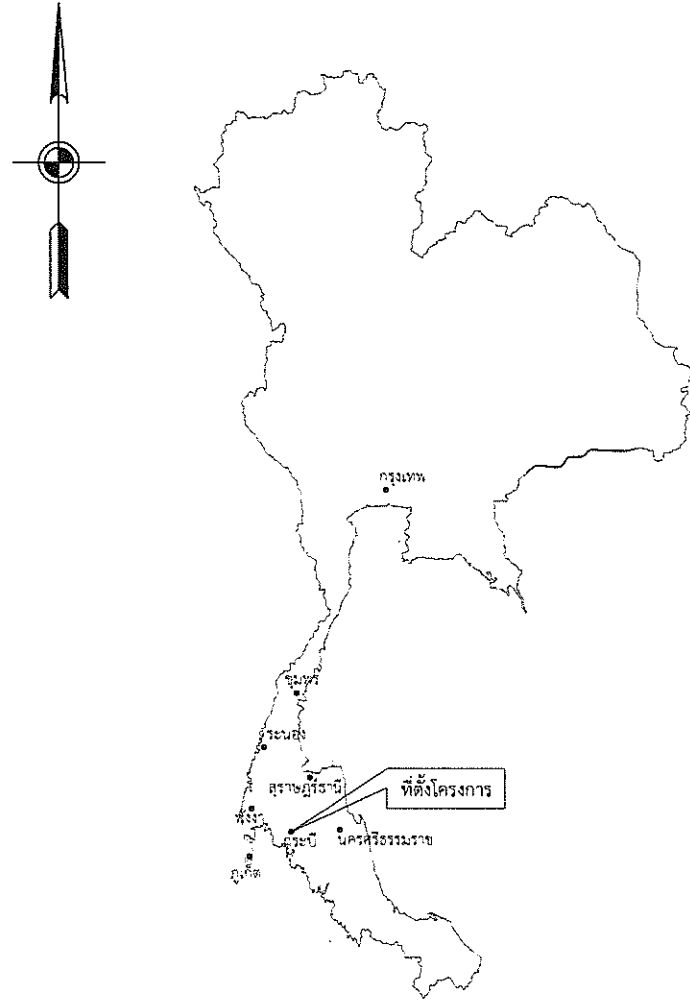 กรุงเทพ
ชุมพร
ระนอง
สุราษฎร์ธานี
ที่ตั้งโครงการ
พังงา
กระบี่
นครศรีธรรมราช
ภูเก็ต